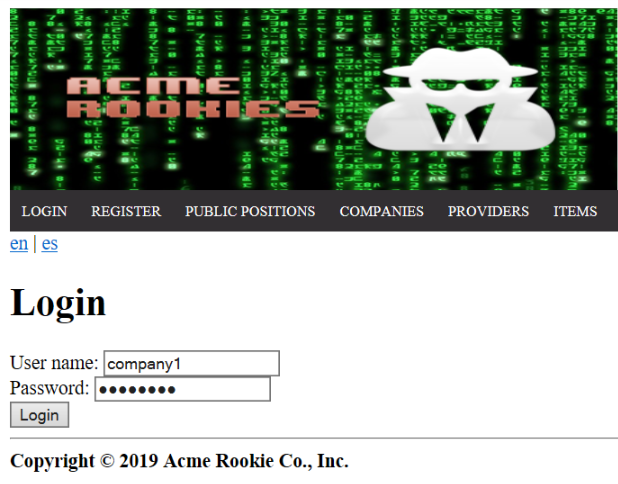 ACME
ROOKIES
LOGIN REGISTER PUBLIC POSITIONS COMPANIES PROVIDERS ITEMS
en | es
Login
User name: company1
Password: ••••••••
Login
Copyright © 2019 Acme Rookie Co., Inc.